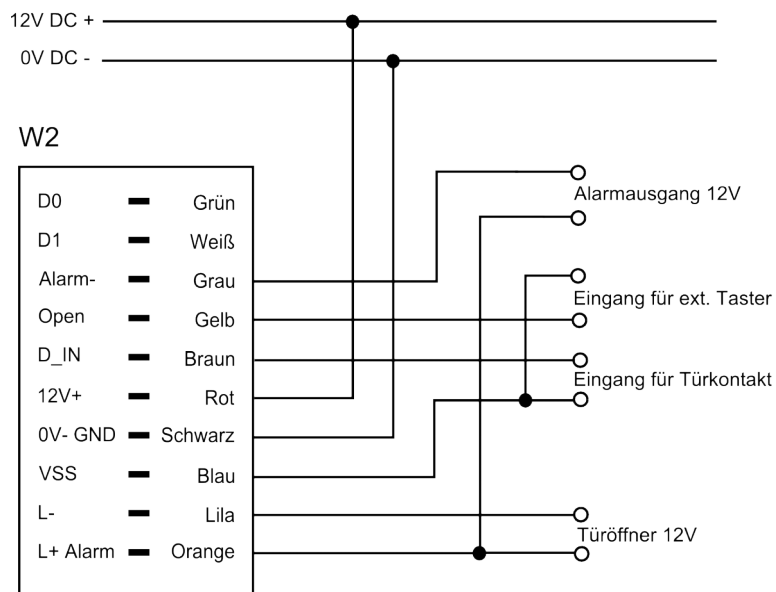 12V DC +
0V DC -
W2
D0 Grün
D1 Weiß
Alarm- Grau
Open Gelb
D_IN Braun
12V+ Rot
0V- GND Schwarz
VSS Blau
L- Lila
L+ Alarm Orange
Alarmausgang 12V
Eingang für ext. Taster
Eingang für Türkontakt
Türöffner 12V